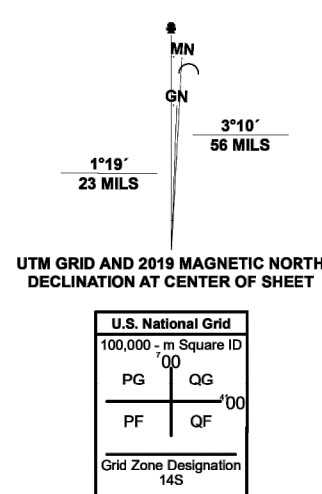 MN
GN
3°10´
56 MILS
1°19´
23 MILS
UTM GRID AND 2019 MAGNETIC NORTH
DECLINATION AT CENTER OF SHEET
U.S. National Grid
100,000 - m Square ID
700
PG QG
4100
PF QF
Grid Zone Designation
14S